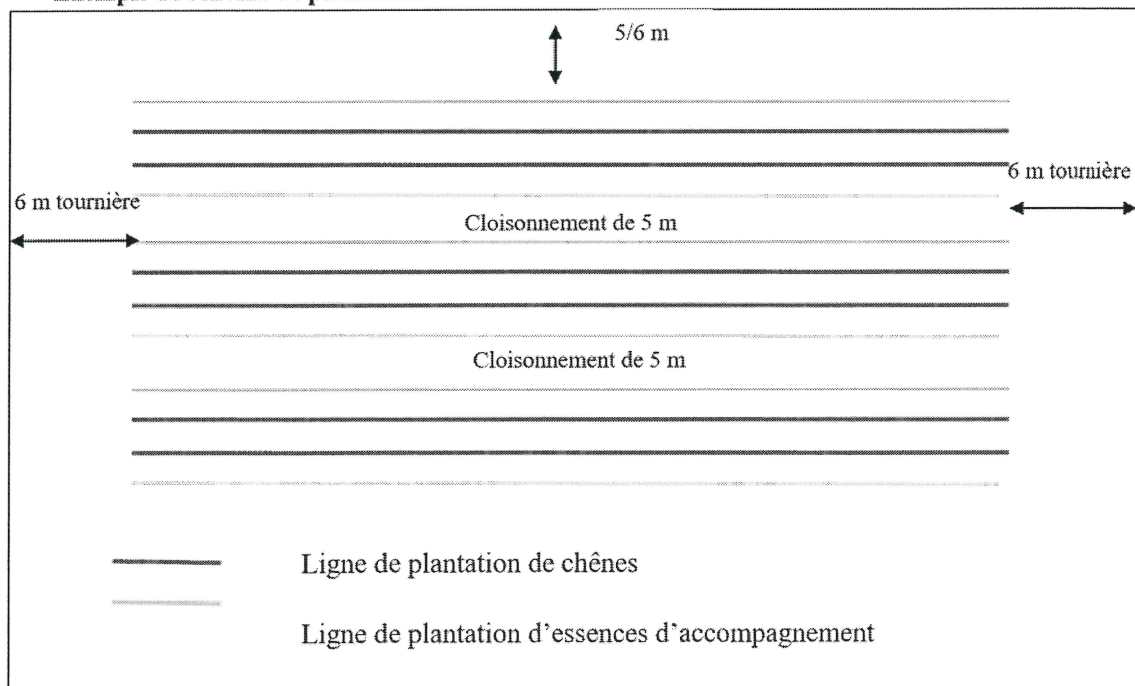 5/6 m
6 m tournière
6 m tournière
Cloisonnement de 5 m
Cloisonnement de 5 m
Ligne de plantation de chênes
Ligne de plantation d'essences d'accompagnement